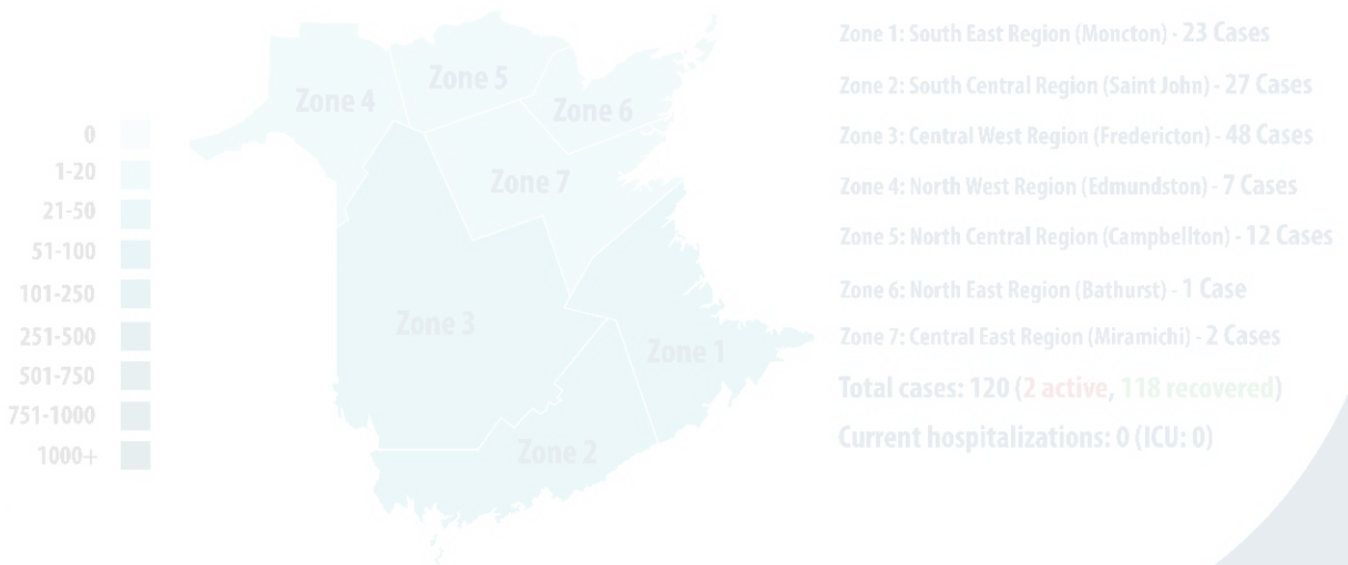 0
1-20
21-50
51-100
101-250
251-500
501-750
751-1000
1000+
Zone 5
Zone 4
Zone 6
Zone 7
Zone 3
Zone 1
Zone 2
Zone 1: South East Region (Moncton) - 23 Cases
Zone 2: South Central Region (Saint John) - 27 Cases
Zone 3: Central West Region (Fredericton) - 48 Cases
Zone 4: North West Region (Edmundston) - 7 Cases
Zone 5: North Central Region (Campbellton) - 12 Cases
Zone 6: North East Region (Bathurst) - 1 Case
Zone 7: Central East Region (Miramichi) - 2 Cases
Total cases: 120 (2 active, 118 recovered)
Current hospitalizations: 0 (ICU: 0)